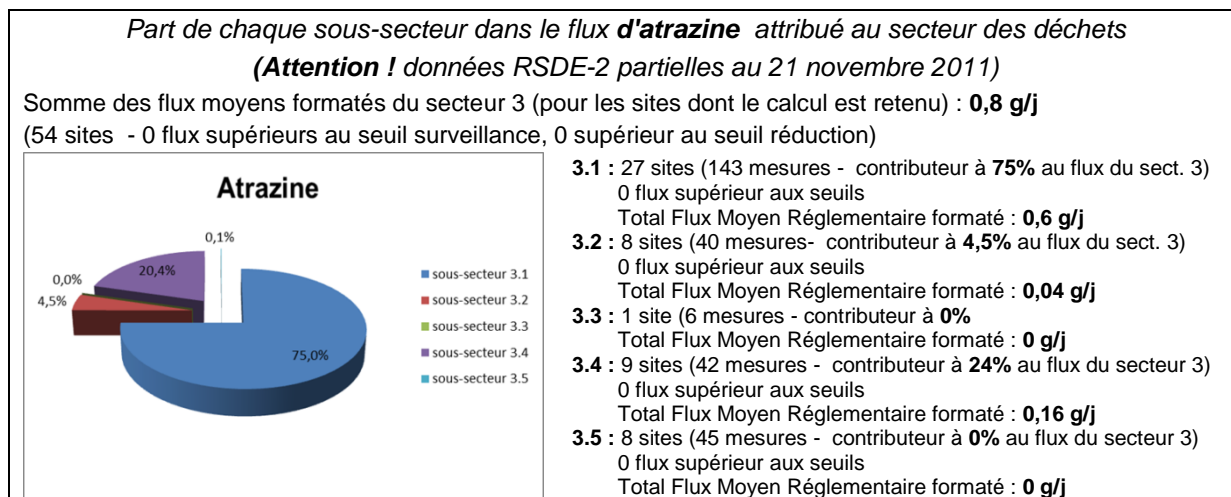 Part de chaque sous-secteur dans le flux d'atrazine attribué au secteur des déchets
(Attention ! données RSDE-2 partielles au 21 novembre 2011)
Somme des flux moyens formatés du secteur 3 (pour les sites dont le calcul est retenu) : 0,8 g/j
(54 sites - 0 flux supérieurs au seuil surveillance, 0 supérieur au seuil réduction)
Atrazine
0,1%
20,4%
0,0%
4,5%
75,0%
sous-secteur 3.1
sous-secteur 3.2
sous-secteur 3.3
sous-secteur 3.4
sous-secteur 3.5
3.1 : 27 sites (143 mesures - contributeur à 75% au flux du sect. 3)
0 flux supérieur aux seuils
Total Flux Moyen Réglementaire formaté : 0,6 g/j
3.2 : 8 sites (40 mesures- contributeur à 4,5% au flux du sect. 3)
0 flux supérieur aux seuils
Total Flux Moyen Réglementaire formaté : 0,04 g/j
3.3 : 1 site (6 mesures - contributeur à 0%
Total Flux Moyen Réglementaire formaté : 0 g/j
3.4 : 9 sites (42 mesures - contributeur à 24% au flux du secteur 3)
0 flux supérieur aux seuils
Total Flux Moyen Réglementaire formaté : 0,16 g/j
3.5 : 8 sites (45 mesures - contributeur à 0% au flux du secteur 3)
0 flux supérieur aux seuils
Total Flux Moyen Réglementaire formaté : 0 g/j